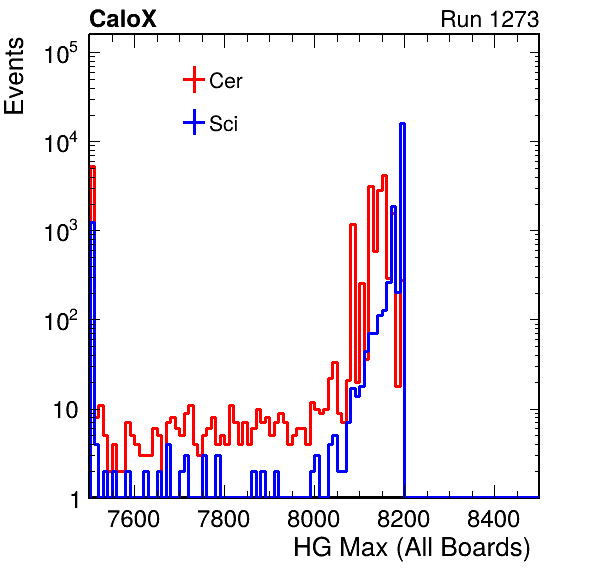 CaloX Run 1273
Events
Cer
Sci
10^5
10^4
10^3
10^2
10
1
7600 7800 8000 8200 8400
HG Max (All Boards)